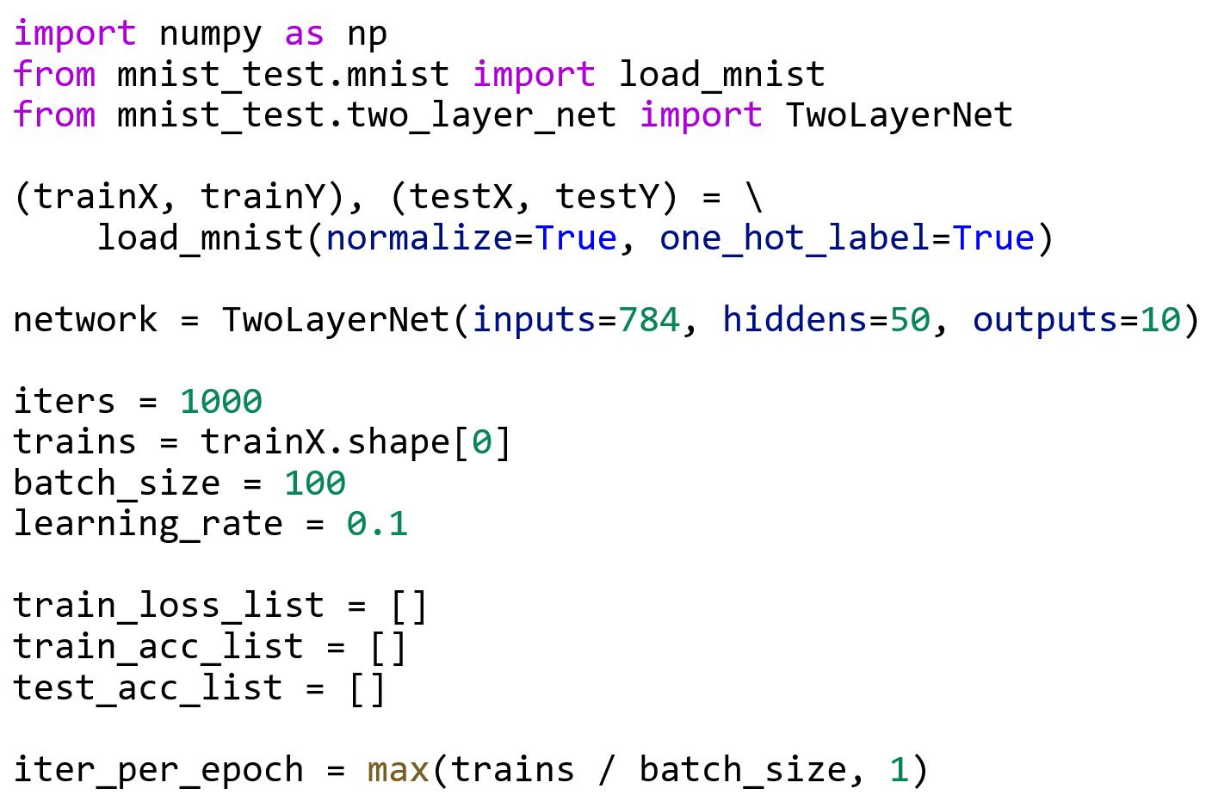 import numpy as np
from mnist_test.mnist import load_mnist
from mnist_test.two_layer_net import TwoLayerNet

(trainX, trainY), (testX, testY) = \
    load_mnist(normalize=True, one_hot_label=True)

network = TwoLayerNet(inputs=784, hiddens=50, outputs=10)

iters = 1000
trains = trainX.shape[0]
batch_size = 100
learning_rate = 0.1

train_loss_list = []
train_acc_list = []
test_acc_list = []

iter_per_epoch = max(trains / batch_size, 1)